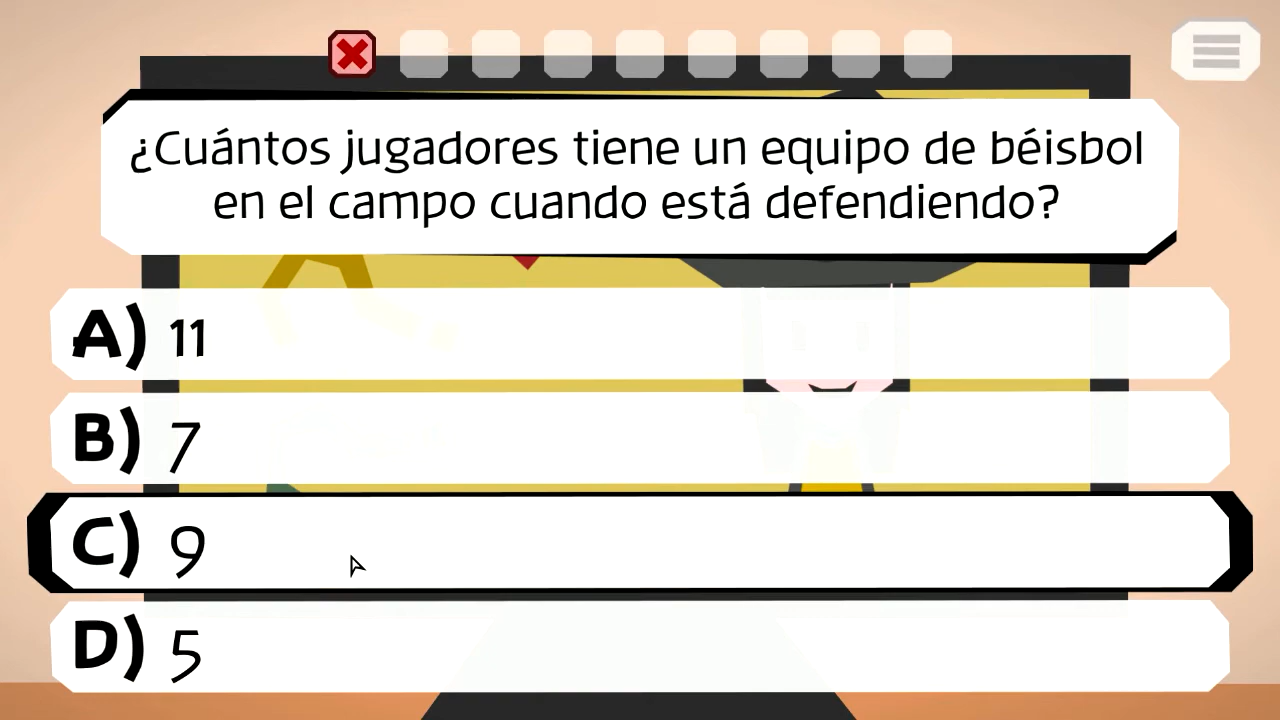 ¿Cuántos jugadores tiene un equipo de béisbol
en el campo cuando está defendiendo?
A) 11
B) 7
C) 9
D) 5